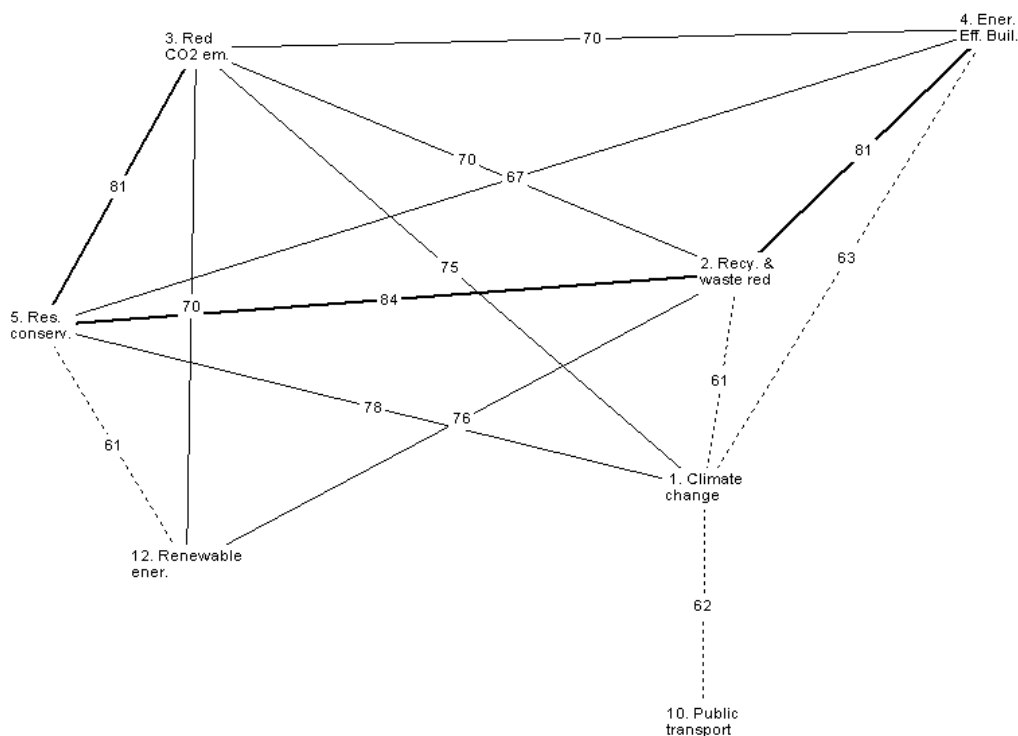 4. Ener.
Eff. Buil.
3. Red
CO2 em.
70
81
70
81
67
63
2. Recy. &
waste red
75
84
70
5. Res.
conserv.
61
78
76
61
1. Climate
change
12. Renewable
ener.
62
10. Public
transport